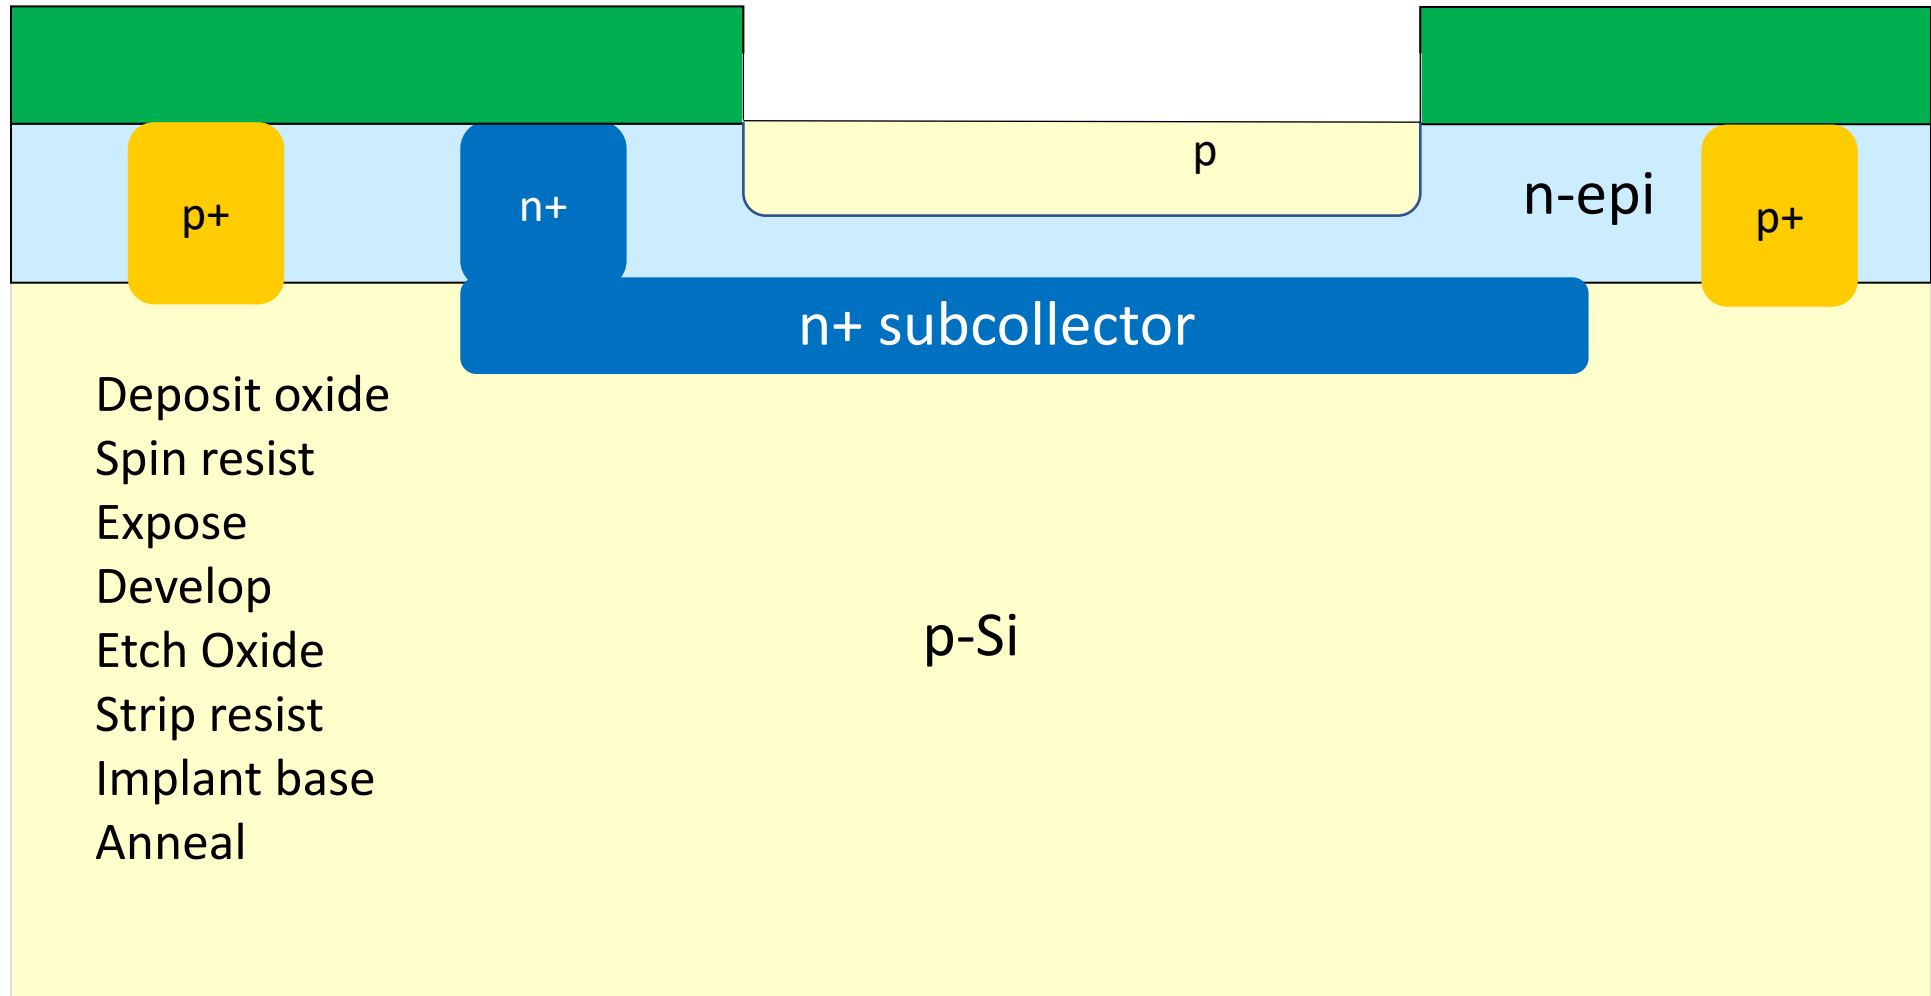 p
n-epi
p+
n+
p+
n+ subcollector
Deposit oxide
Spin resist
Expose
Develop
Etch Oxide
Strip resist
Implant base
Anneal
p-Si